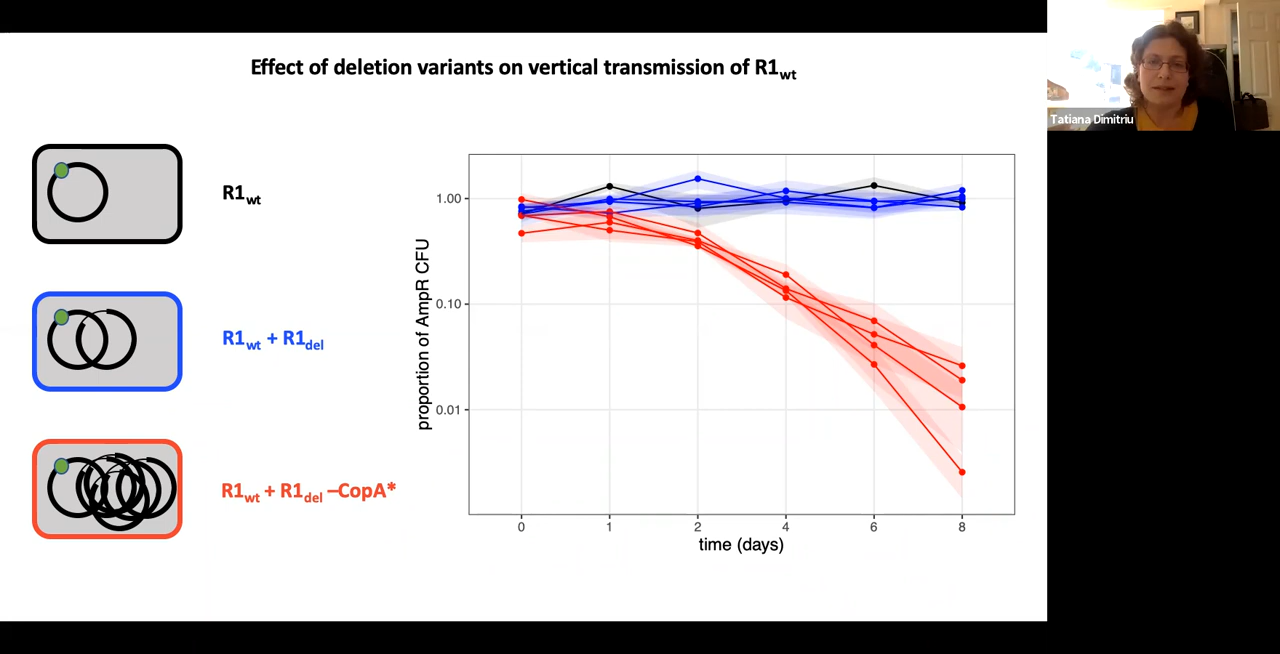 Effect of deletion variants on vertical transmission of R1wt
Tatiana Dimitriu
R1wt
R1wt + R1del
R1wt + R1del –CopA*
proportion of AmpR CFU
1.00
0.10
0.01
0
1
2
4
6
8
time (days)